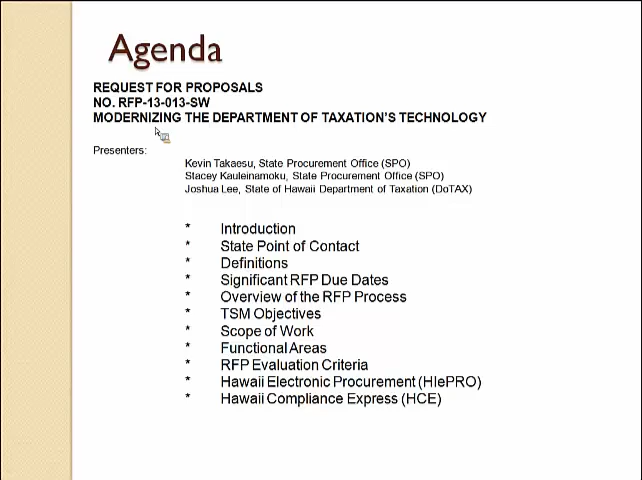 Agenda
REQUEST FOR PROPOSALS
NO. RFP-13-013-SW
MODERNIZING THE DEPARTMENT OF TAXATION'S TECHNOLOGY
Presenters:
Kevin Takaesu, State Procurement Office (SPO)
Stacey Kauleinamoku, State Procurement Office (SPO)
Joshua Lee, State of Hawaii Department of Taxation (DoTAX)
* Introduction
* State Point of Contact
* Definitions
* Significant RFP Due Dates
* Overview of the RFP Process
* TSM Objectives
* Scope of Work
* Functional Areas
* RFP Evaluation Criteria
* Hawaii Electronic Procurement (HIePRO)
* Hawaii Compliance Express (HCE)